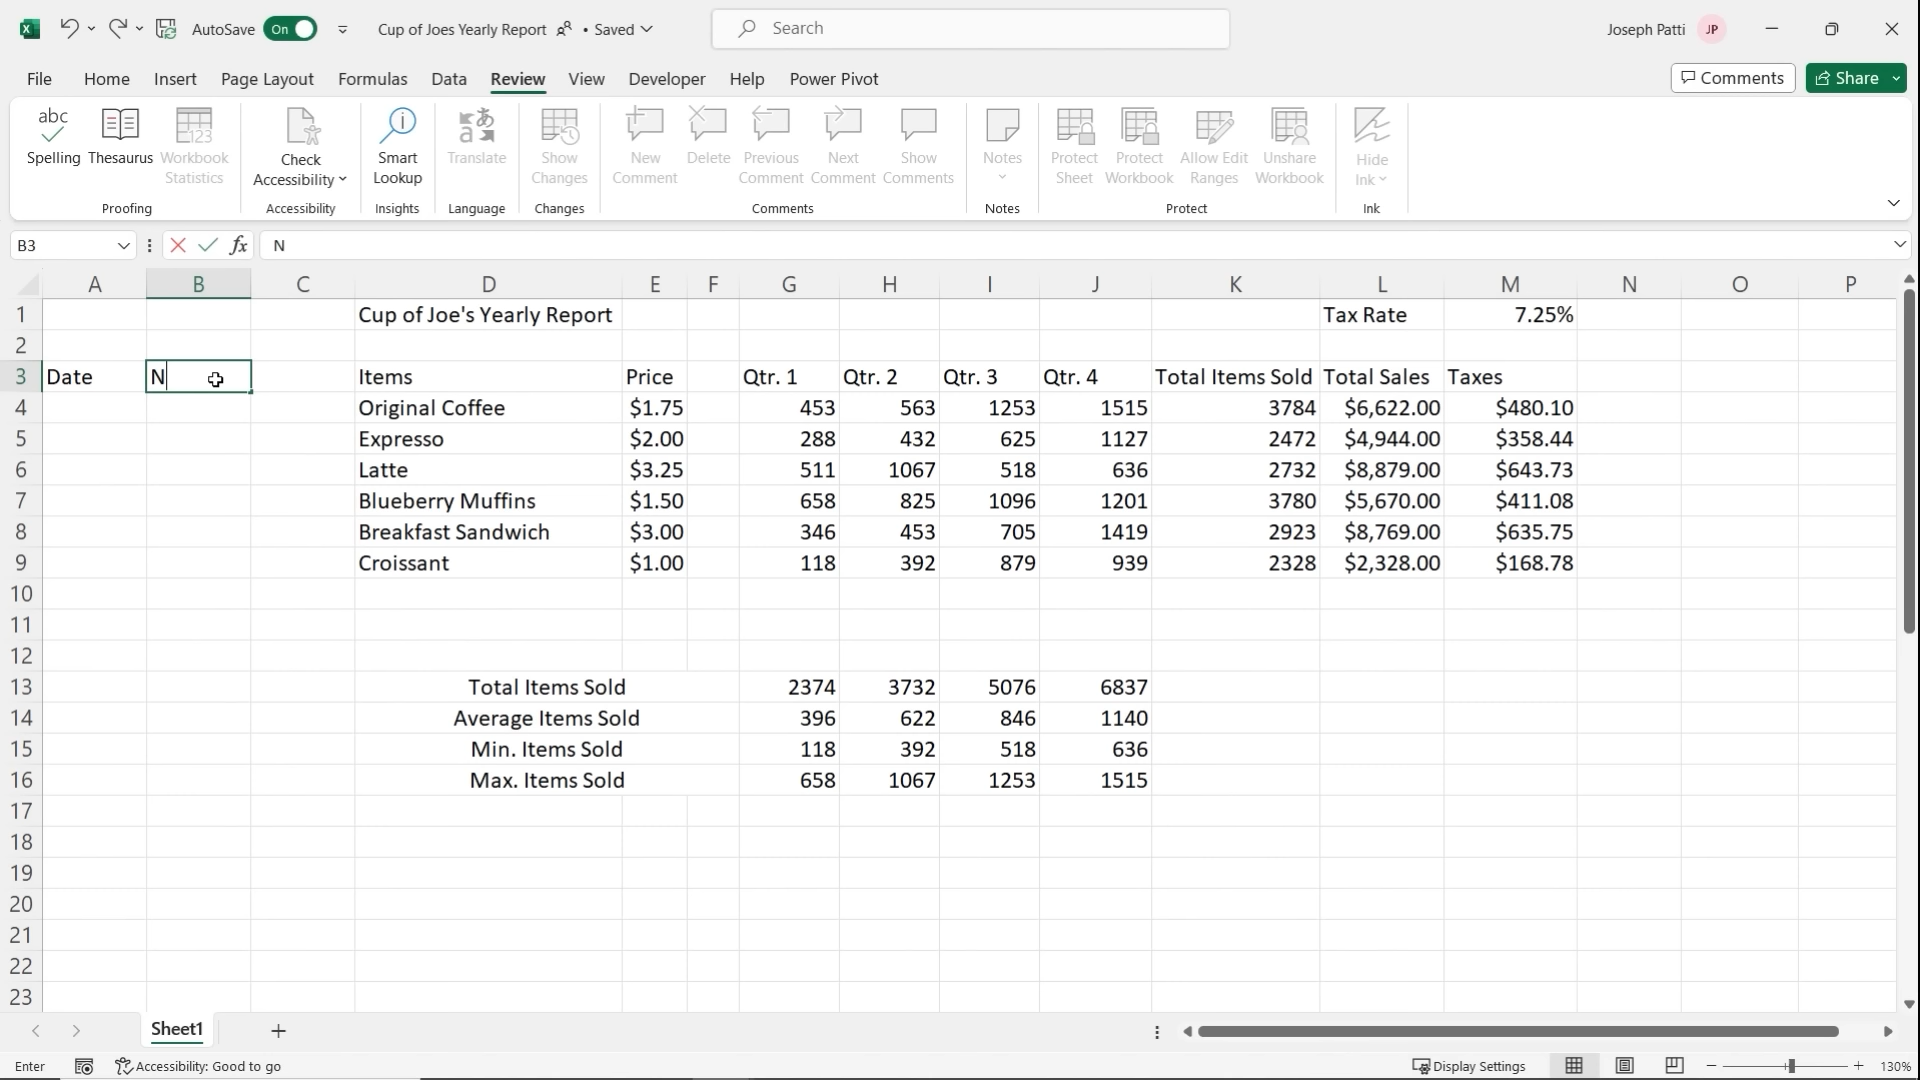 AutoSave On Cup of Joes Yearly Report • Saved Search Joseph Patti JP
File Home Insert Page Layout Formulas Data Review View Developer Help Power Pivot Comments Share
abc
Spelling Thesaurus Workbook Statistics Check Accessibility Smart Lookup Translate Show Changes New Comment Delete Previous Comment Next Comment Show Comments Notes Protect Sheet Protect Workbook Allow Edit Ranges Unshare Workbook Hide Ink
Proofing Accessibility Insights Language Changes Comments Notes Protect Ink
B3 fx N
A B C D E F G H I J K L M N O P
1 Cup of Joe's Yearly Report Tax Rate 7.25%
2
3 Date N Items Price Qtr. 1 Qtr. 2 Qtr. 3 Qtr. 4 Total Items Sold Total Sales Taxes
4 Original Coffee $1.75 453 563 1253 1515 3784 $6,622.00 $480.10
5 Expresso $2.00 288 432 625 1127 2472 $4,944.00 $358.44
6 Latte $3.25 511 1067 518 636 2732 $8,879.00 $643.73
7 Blueberry Muffins $1.50 658 825 1096 1201 3780 $5,670.00 $411.08
8 Breakfast Sandwich $3.00 346 453 705 1419 2923 $8,769.00 $635.75
9 Croissant $1.00 118 392 879 939 2328 $2,328.00 $168.78
10
11
12
13 Total Items Sold 2374 3732 5076 6837
14 Average Items Sold 396 622 846 1140
15 Min. Items Sold 118 392 518 636
16 Max. Items Sold 658 1067 1253 1515
17
18
19
20
21
22
23
Sheet1
Enter Accessibility: Good to go Display Settings 130%